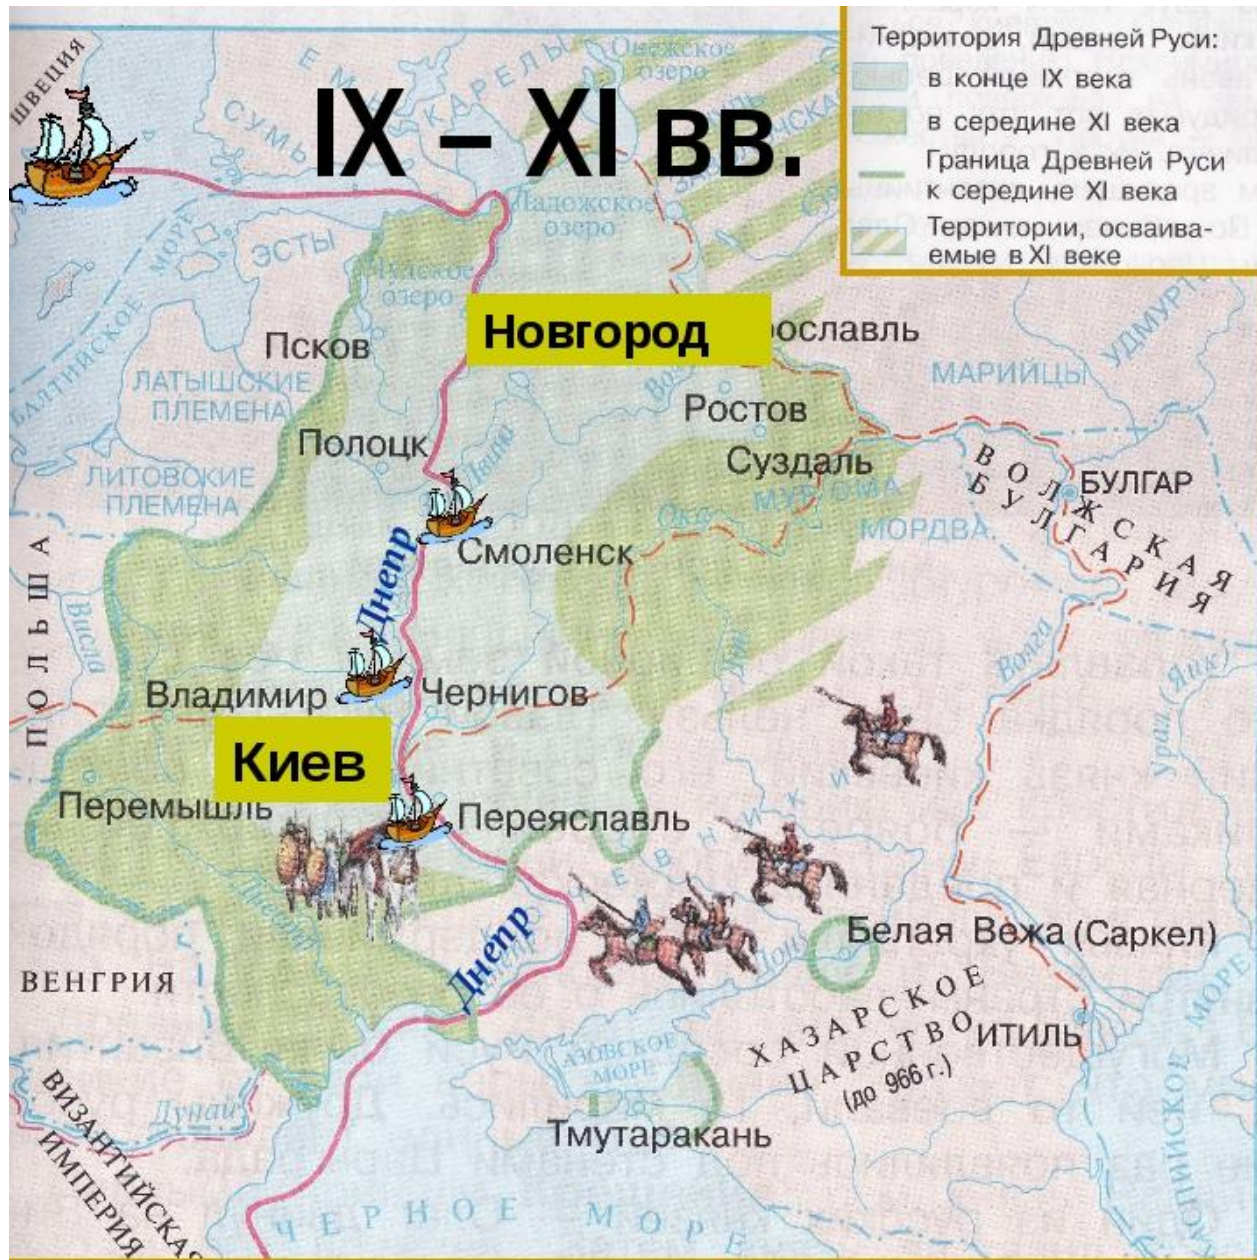 ШВЕЦИЯ
ЕМЬ
СУМЬ
КАРЕЛЫ
Онежское
озеро
IX – XI вв.
Территория Древней Руси:
в конце IX века
в середине XI века
Граница Древней Руси
к середине XI века
Территории, осваива-
емые в XI веке
Ладожское
озеро
БАЛТИЙСКОЕ МОРЕ
ЭСТЫ
Чудское
озеро
Новгород
Псков
ЛАТЫШСКИЕ
ПЛЕМЕНА
МАРИЙЦЫ
Ростов
Полоцк
Двина
Суздаль
МУРОМА
ЛИТОВСКИЕ
ПЛЕМЕНА
Ока
МОРДВА
ВОЛЖСКАЯ
БУЛГАРИЯ
БУЛГАР
Днепр
Смоленск
ПОЛЬША
Висла
Дон
Волга
Урал (Яик)
Владимир
Чернигов
Киев
Перемышль
Переяславль
Днестр
Днепр
Дон
Белая Вежа (Саркел)
ВЕНГРИЯ
ХАЗАРСКОЕ
ЦАРСТВО
(до 966 г.)
ИТИЛЬ
АЗОВСКОЕ
МОРЕ
Дунай
Тмутаракань
ВИЗАНТИЙСКАЯ
ИМПЕРИЯ
ЧЕРНОЕ МОРЕ
КАСПИЙСКОЕ МОРЕ